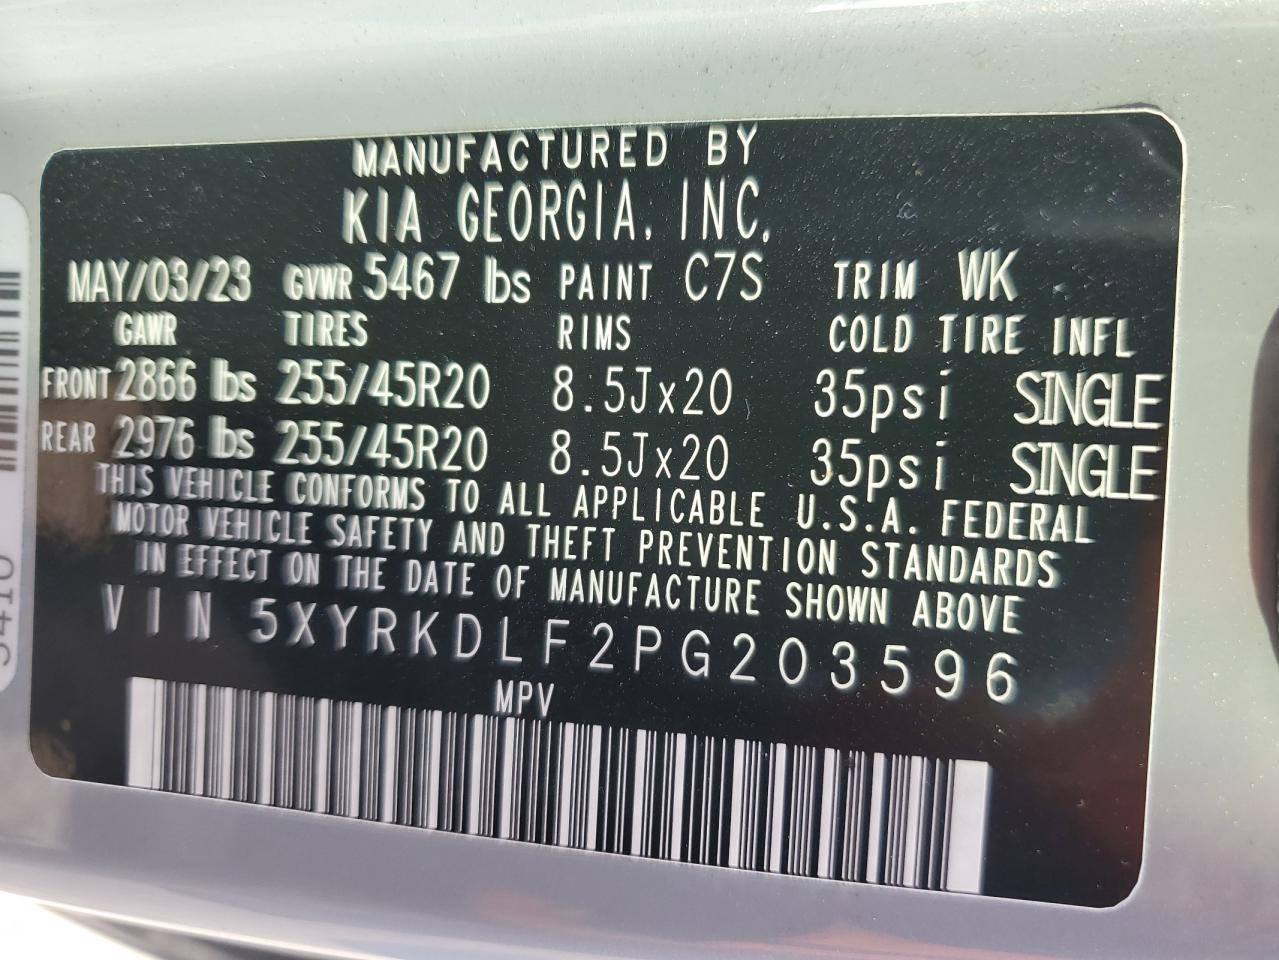 MANUFACTURED BY
KIA GEORGIA, INC.
MAY/03/23 GVWR 5467 lbs PAINT C7S TRIM WK
GAWR TIRES RIMS COLD TIRE INFL
FRONT 2866 lbs 255/45R20 8.5Jx20 35psi SINGLE
REAR 2976 lbs 255/45R20 8.5Jx20 35psi SINGLE
THIS VEHICLE CONFORMS TO ALL APPLICABLE U.S.A. FEDERAL
MOTOR VEHICLE SAFETY AND THEFT PREVENTION STANDARDS
IN EFFECT ON THE DATE OF MANUFACTURE SHOWN ABOVE
VIN 5XYRKDLF2PG203596
MPV